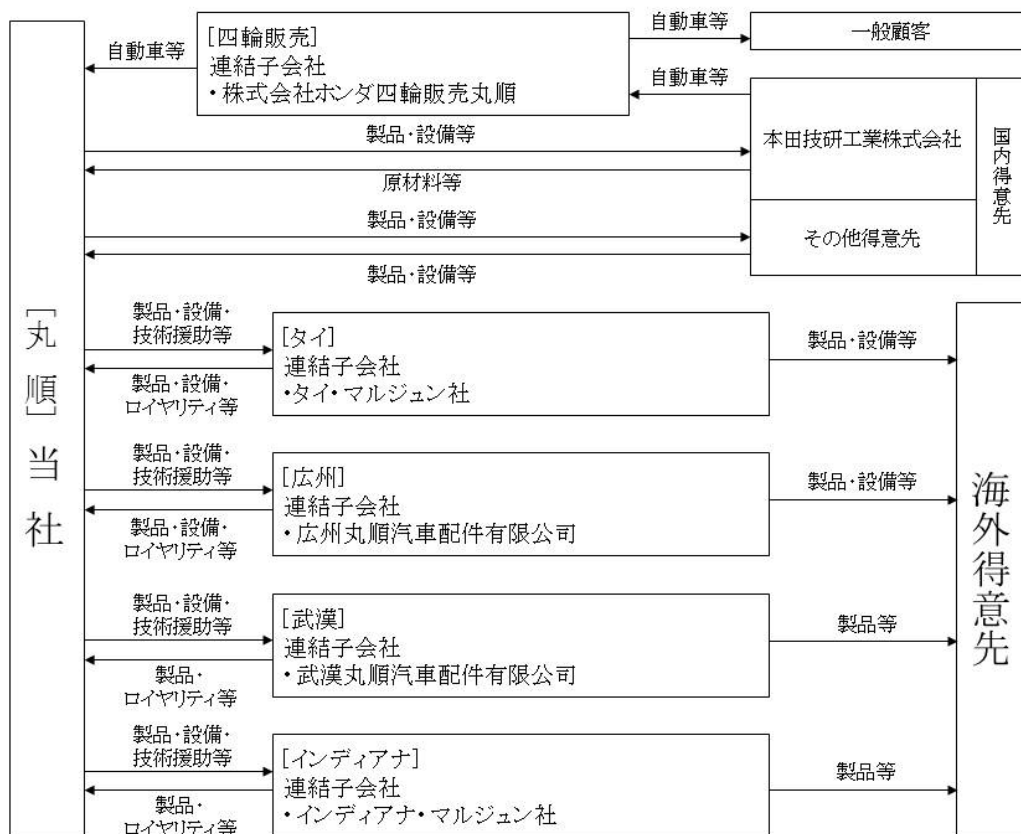 [四輪販売]
連結子会社
・株式会社ホンダ四輪販売丸順
自動車等
自動車等
一般顧客
自動車等
製品・設備等
原材料等
本田技研工業株式会社
国内得意先
製品・設備等
製品・設備等
その他得意先
[丸順]当社
製品・設備・
技術援助等
製品・設備・
ロイヤリティ等
[タイ]
連結子会社
・タイ・マルジュン社
製品・設備等
製品・設備・
技術援助等
製品・設備・
ロイヤリティ等
[広州]
連結子会社
・広州丸順汽車配件有限公司
製品・設備等
海外得意先
製品・設備・
技術援助等
製品・
ロイヤリティ等
[武漢]
連結子会社
・武漢丸順汽車配件有限公司
製品等
製品・設備・
技術援助等
製品・
ロイヤリティ等
[インディアナ]
連結子会社
・インディアナ・マルジュン社
製品等